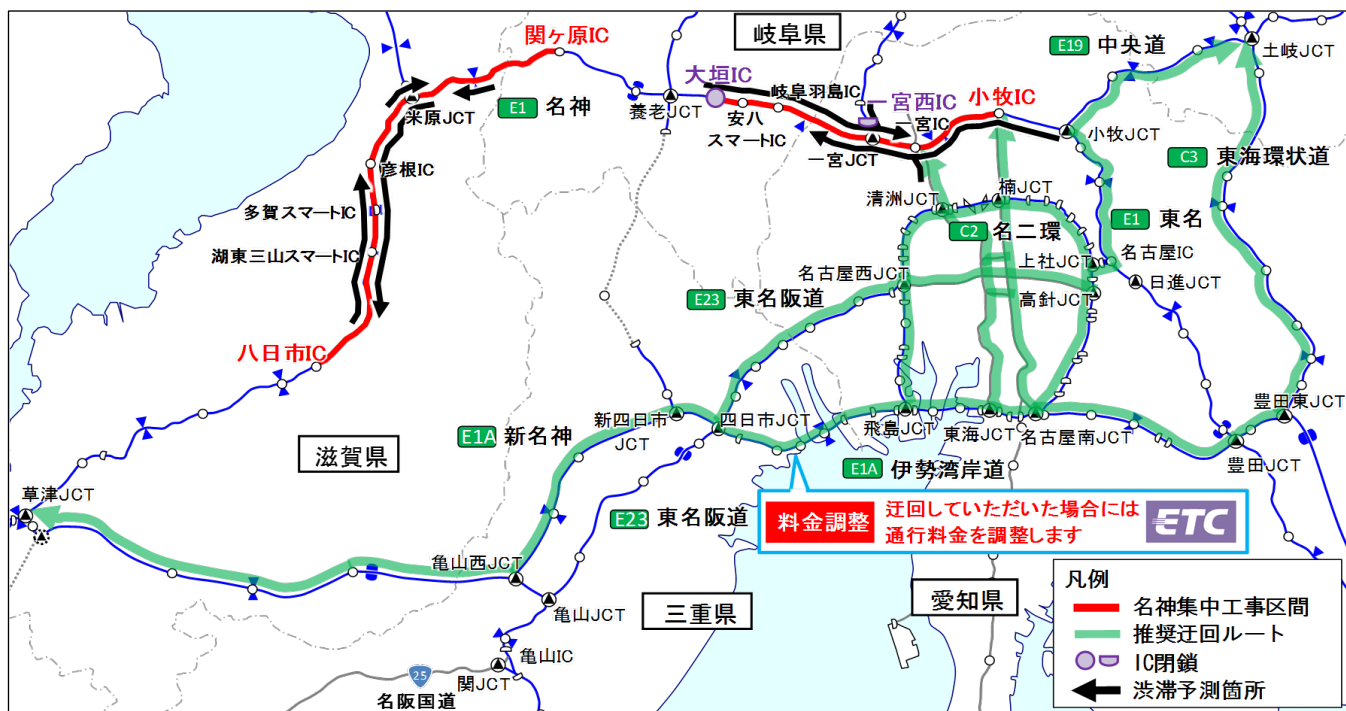 関ヶ原IC
岐阜県
E19 中央道
土岐JCT
大垣IC
岐阜羽島IC
一宮西IC
小牧IC
E1 名神
米原JCT
養老JCT
安八
スマートIC
一宮IC
一宮JCT
小牧JCT
C3 東海環状道
彦根IC
多賀スマートIC
清洲JCT
楠JCT
E1 東名
C2 名二環
湖東三山スマートIC
名古屋IC
上社JCT
名古屋西JCT
日進JCT
E23 東名阪道
高針JCT
八日市IC
豊田東JCT
新四日市
JCT
四日市JCT
飛島JCT
東海JCT
名古屋南JCT
豊田JCT
E1A 新名神
滋賀県
E1A 伊勢湾岸道
草津JCT
料金調整
迂回していただいた場合には
通行料金を調整します
ETC
E23 東名阪道
亀山西JCT
亀山JCT
三重県
愛知県
亀山IC
関JCT
25
名阪国道
凡例
名神集中工事区間
推奨迂回ルート
IC閉鎖
渋滞予測箇所